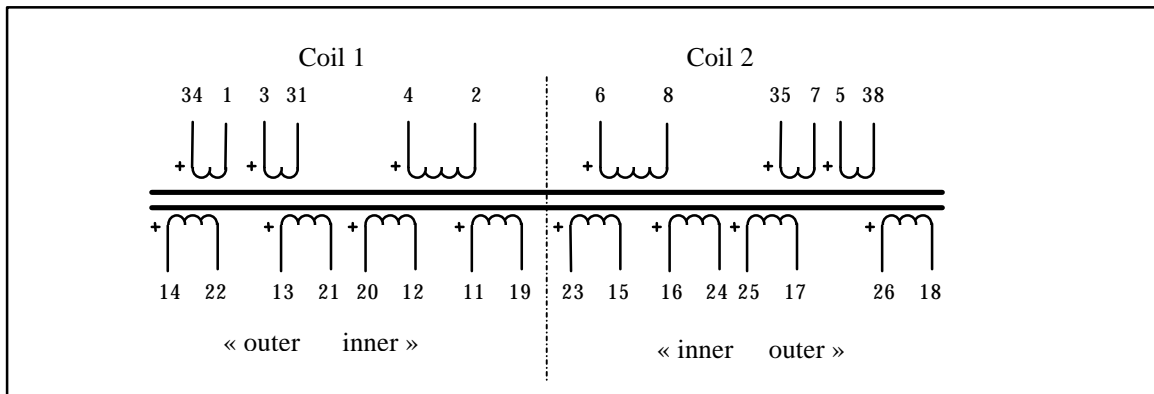 Coil 1 Coil 2
34 1 3 31 4 2 6 8 35 7 5 38
+ + + + + +
+ + + + + + + +
14 22 13 21 20 12 11 19 23 15 16 24 25 17 26 18
« outer inner » « inner outer »